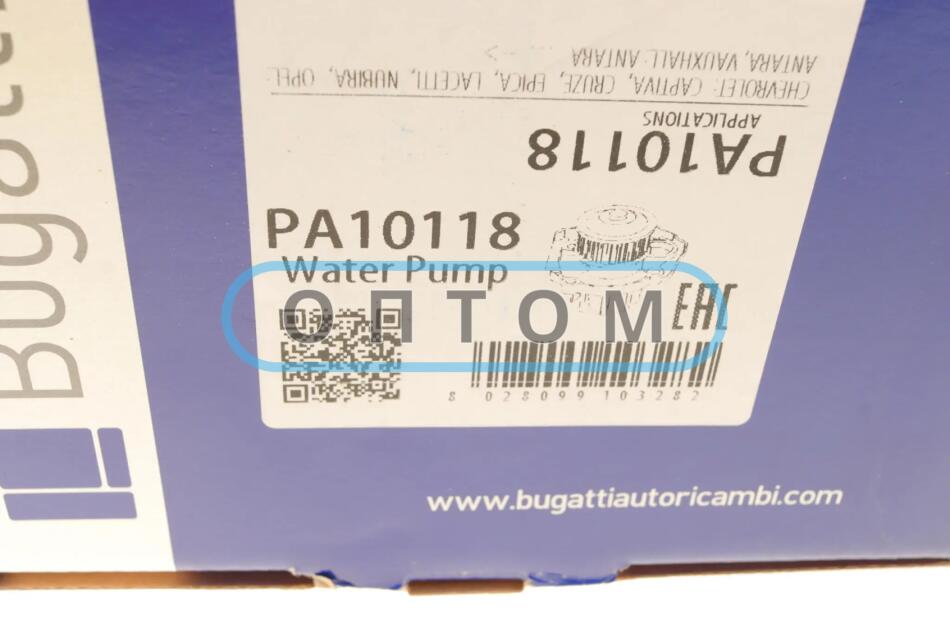 Bugatti
CHEVROLET: CAPTIVA, CRUZE, EPICA, LACETTI, NUBIRA, OPEL:
ANTARA, VAUXHALL: ANTARA
APPLICATIONS
PA10118
PA10118
Water Pump
ОПТОМ
EAC
8 028099 103282
www.bugattiautoricambi.com